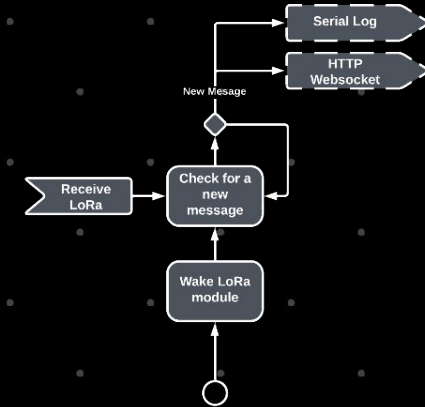 Serial Log
HTTP
Websocket
New Mesage
Check for a
new
message
Receive
LoRa
Wake LoRa
module